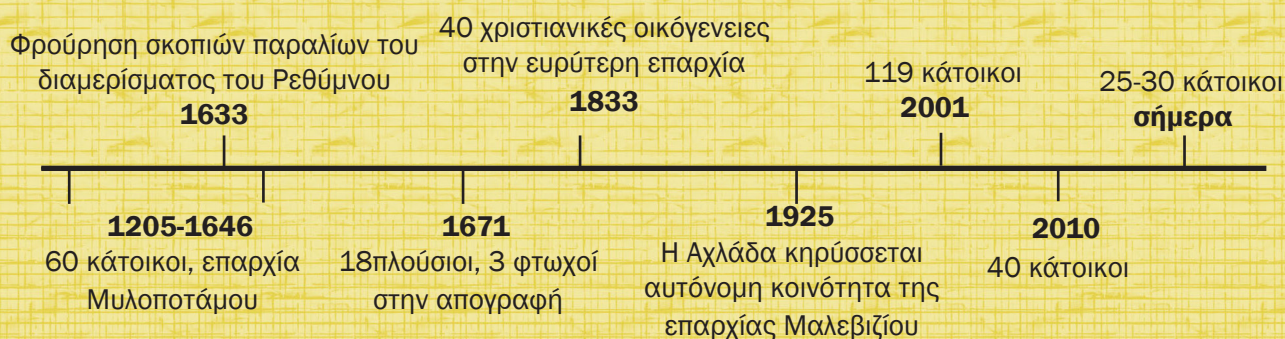 Φρούρηση σκοπιών παραλίων του
διαμερίσματος του Ρεθύμνου
1633
40 χριστιανικές οικόγενειες
στην ευρύτερη επαρχία
1833
119 κάτοικοι
2001
25-30 κάτοικοι
σήμερα
1205-1646
60 κάτοικοι, επαρχία
Μυλοποτάμου
1671
18πλούσιοι, 3 φτωχοί
στην απογραφή
1925
Η Αχλάδα κηρύσσεται
αυτόνομη κοινότητα της
επαρχίας Μαλεβιζίου
2010
40 κάτοικοι